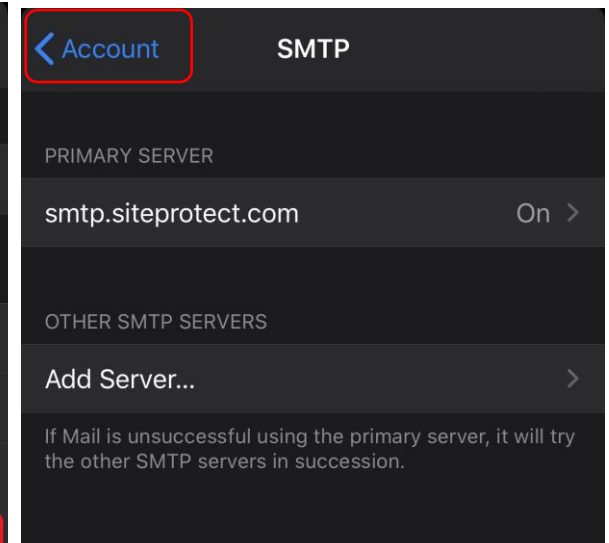 Account
SMTP
PRIMARY SERVER
smtp.siteprotect.com
On
OTHER SMTP SERVERS
Add Server...
If Mail is unsuccessful using the primary server, it will try
the other SMTP servers in succession.